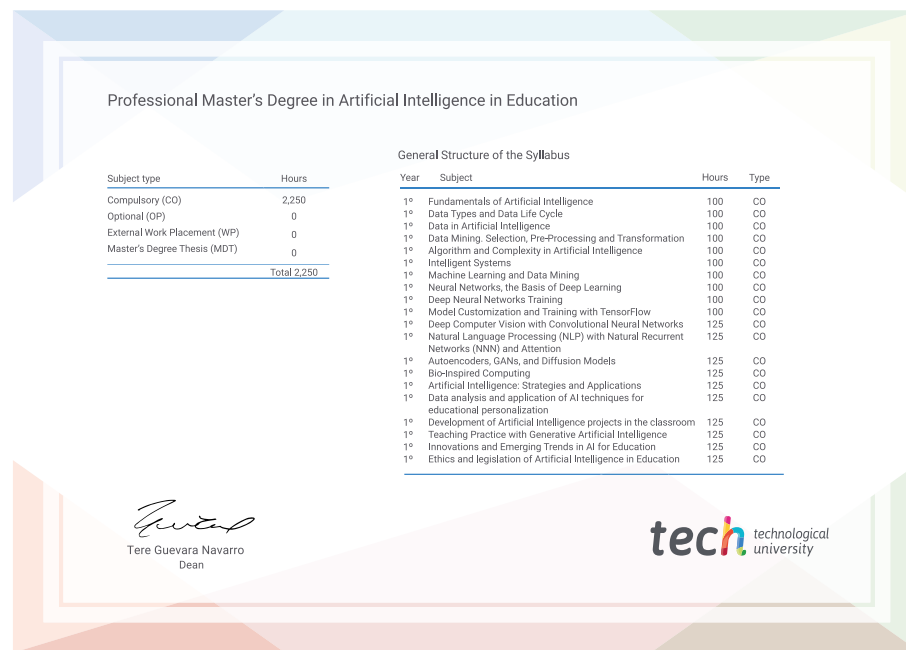 Professional Master's Degree in Artificial Intelligence in Education
Subject type Hours
Compulsory (CO) 2,250
Optional (OP) 0
External Work Placement (WP) 0
Master's Degree Thesis (MDT) 0
Total 2,250
General Structure of the Syllabus
Year Subject Hours Type
1º Fundamentals of Artificial Intelligence 100 CO
1º Data Types and Data Life Cycle 100 CO
1º Data in Artificial Intelligence 100 CO
1º Data Mining. Selection, Pre-Processing and Transformation 100 CO
1º Algorithm and Complexity in Artificial Intelligence 100 CO
1º Intelligent Systems 100 CO
1º Machine Learning and Data Mining 100 CO
1º Neural Networks, the Basis of Deep Learning 100 CO
1º Deep Neural Networks Training 100 CO
1º Model Customization and Training with TensorFlow 100 CO
1º Deep Computer Vision with Convolutional Neural Networks 125 CO
1º Natural Language Processing (NLP) with Natural Recurrent 125 CO
Networks (NNN) and Attention
1º Autoencoders, GANs, and Diffusion Models 125 CO
1º Bio-Inspired Computing 125 CO
1º Artificial Intelligence: Strategies and Applications 125 CO
1º Data analysis and application of AI techniques for 125 CO
educational personalization
1º Development of Artificial Intelligence projects in the classroom 125 CO
1º Teaching Practice with Generative Artificial Intelligence 125 CO
1º Innovations and Emerging Trends in AI for Education 125 CO
1º Ethics and legislation of Artificial Intelligence in Education 125 CO
Tere Guevara Navarro
Dean
tech technological
university